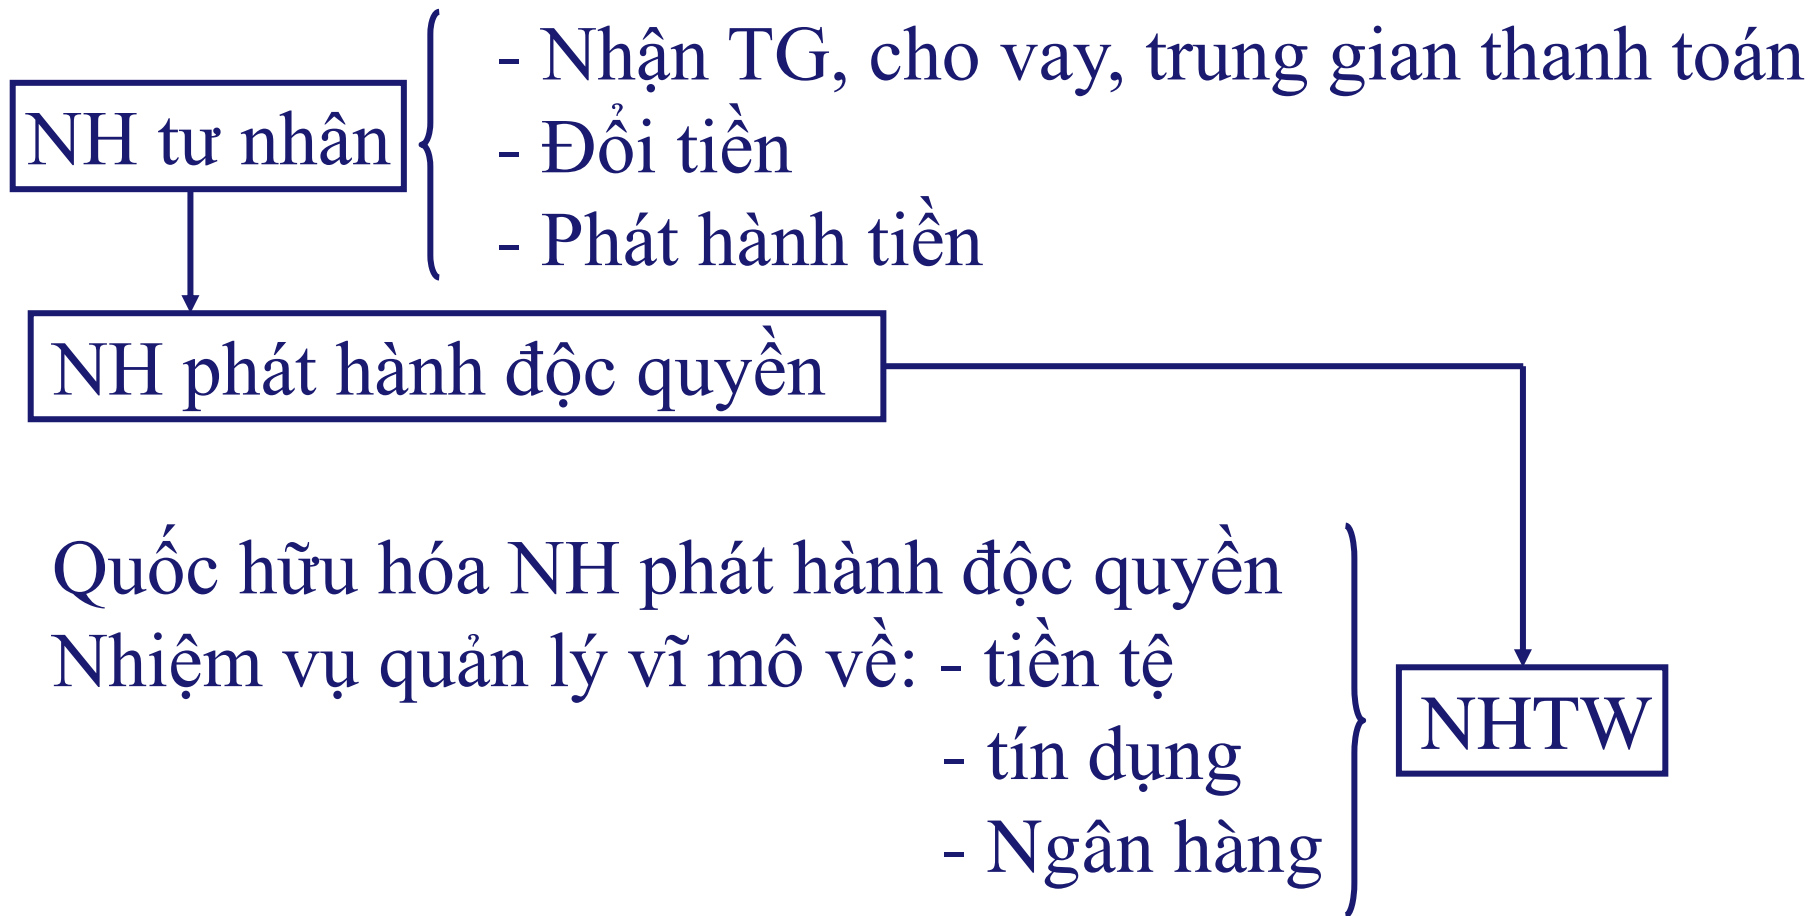 - Nhận TG, cho vay, trung gian thanh toán
NH tư nhân
- Đổi tiền
- Phát hành tiền
NH phát hành độc quyền
Quốc hữu hóa NH phát hành độc quyền
Nhiệm vụ quản lý vĩ mô về: - tiền tệ
NHTW
- tín dụng
- Ngân hàng